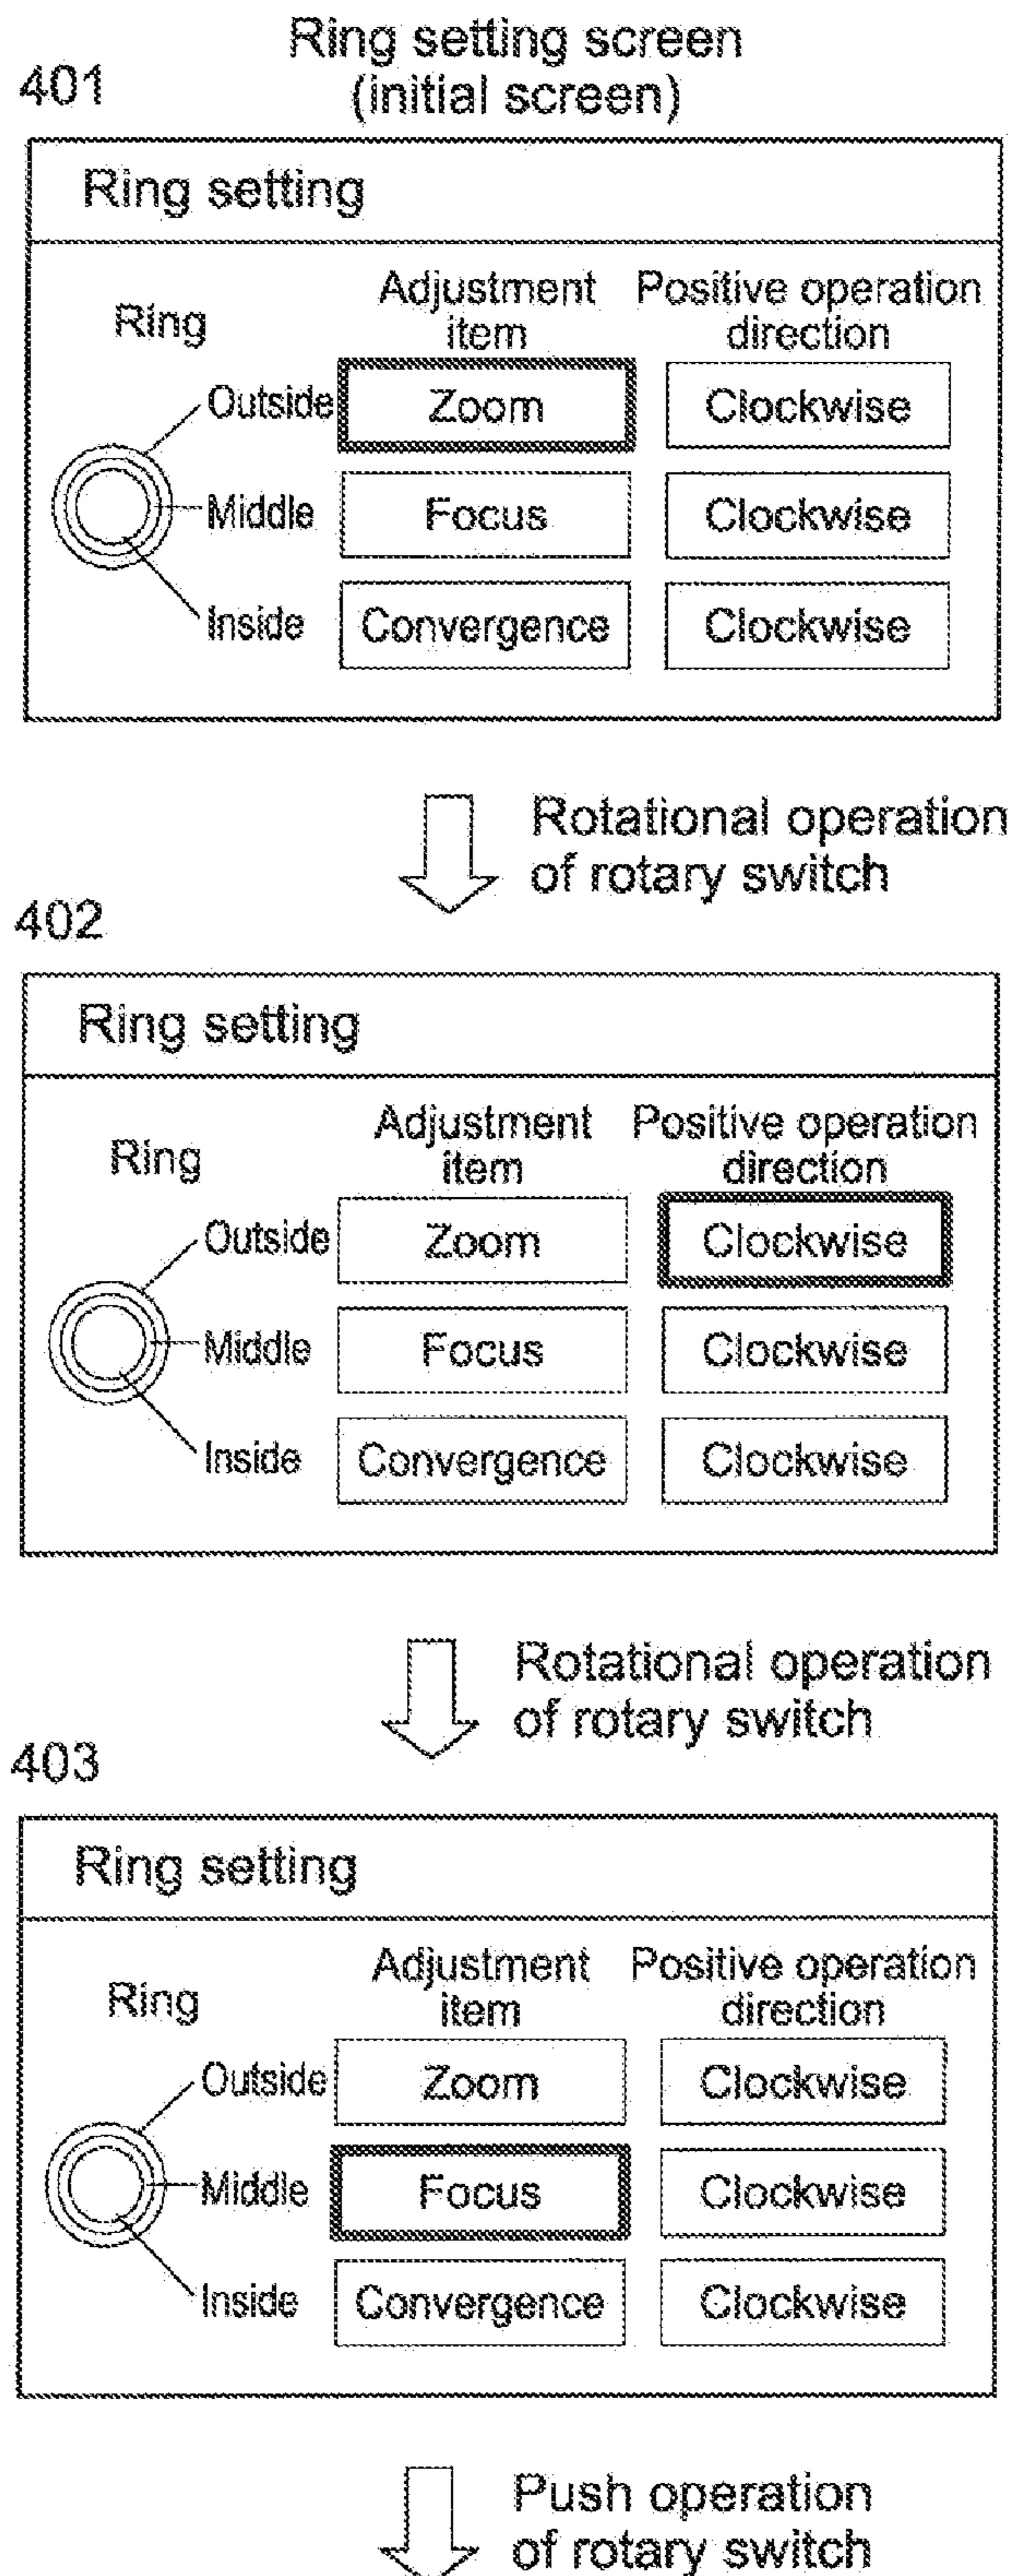 Ring setting screen
(initial screen)
401
Ring setting
Ring
Adjustment
item
Positive operation
direction
Outside
Zoom
Clockwise
Middle
Focus
Clockwise
Inside
Convergence
Clockwise
Rotational operation
of rotary switch
402
Ring setting
Ring
Adjustment
item
Positive operation
direction
Outside
Zoom
Clockwise
Middle
Focus
Clockwise
Inside
Convergence
Clockwise
Rotational operation
of rotary switch
403
Ring setting
Ring
Adjustment
item
Positive operation
direction
Outside
Zoom
Clockwise
Middle
Focus
Clockwise
Inside
Convergence
Clockwise
Push operation
of rotary switch